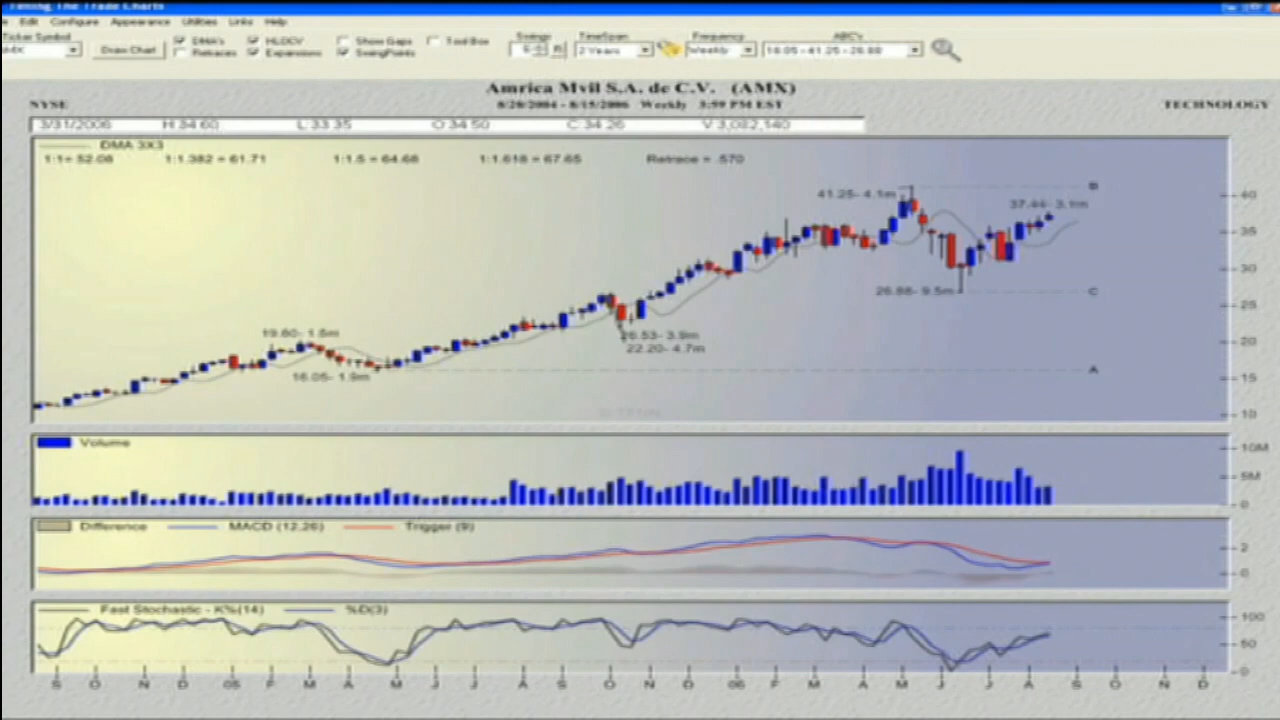 Timing The Trade Charts
Edit Configure Appearance Utilities Links Help
Ticker Symbol
Draw Chart
DMA's HLOCV Show Gaps Tool Box
Retraces Expansions SwingPoints
Swings
TimeSpan
2 Years
Frequency
Weekly
ABC's
16.05 - 41.25 - 26.88
Amrica Mvil S.A. de C.V. (AMX)
NYSE
8/20/2004 - 8/15/2006 Weekly 3:59 PM EST
TECHNOLOGY
3/31/2006 H 34.60 L 33.35 O 34.50 C 34.26 V 3,082,140
DMA 3X3
1:1= 52.08 1:1.382 = 61.71 1:1.5 = 64.68 1:1.618 = 67.65 Retrace = .570
41.25- 4.1m
B
37.44- 3.1m
26.88- 9.5m
C
19.80- 1.6m
26.53- 3.9m
22.20- 4.7m
16.05- 1.9m
A
40
35
30
25
20
15
10
Volume
10M
5M
0
Difference MACD (12,26) Trigger (9)
2
0
Fast Stochastic - K%(14) %D(3)
100
50
0
S O N D 05 F M A M J J A S O N D 06 F M A M J J A S O N D